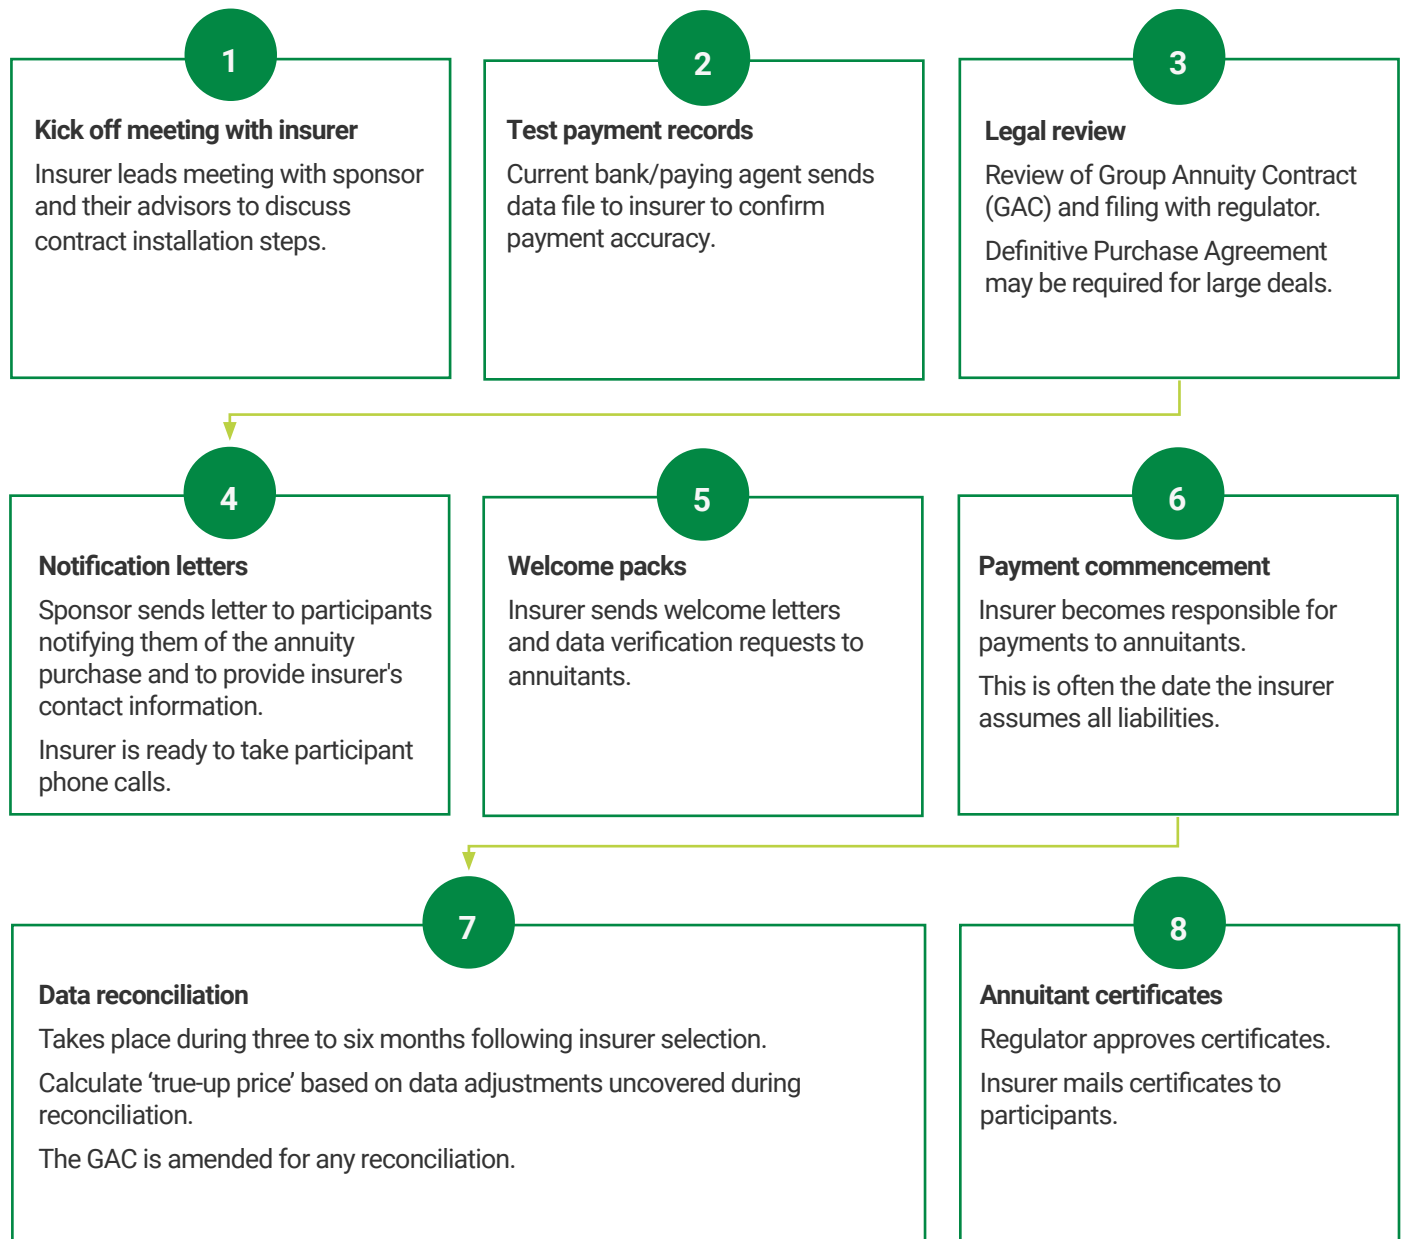 1
Kick off meeting with insurer
Insurer leads meeting with sponsor
and their advisors to discuss
contract installation steps.
2
Test payment records
Current bank/paying agent sends
data file to insurer to confirm
payment accuracy.
3
Legal review
Review of Group Annuity Contract
(GAC) and filing with regulator.
Definitive Purchase Agreement
may be required for large deals.
4
Notification letters
Sponsor sends letter to participants
notifying them of the annuity
purchase and to provide insurer's
contact information.
Insurer is ready to take participant
phone calls.
5
Welcome packs
Insurer sends welcome letters
and data verification requests to
annuitants.
6
Payment commencement
Insurer becomes responsible for
payments to annuitants.
This is often the date the insurer
assumes all liabilities.
7
Data reconciliation
Takes place during three to six months following insurer selection.
Calculate ‘true-up price’ based on data adjustments uncovered during
reconciliation.
The GAC is amended for any reconciliation.
8
Annuitant certificates
Regulator approves certificates.
Insurer mails certificates to
participants.